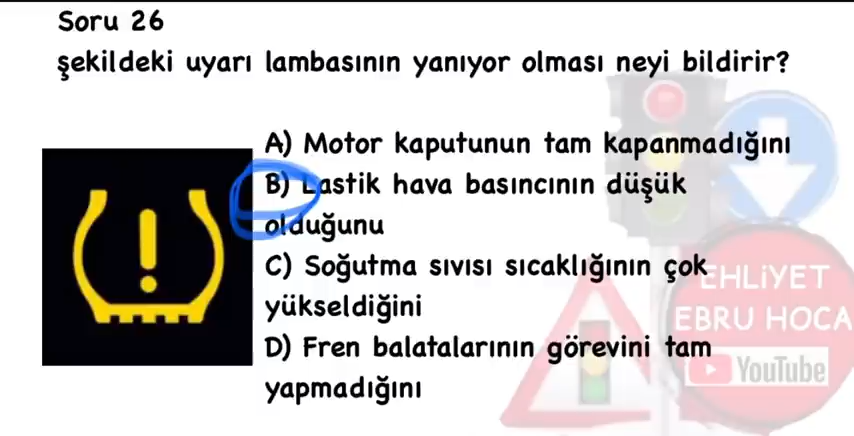 Soru 26
şekildeki uyarı lambasının yanıyor olması neyi bildirir?
A) Motor kaputunun tam kapanmadığını
B) Lastik hava basıncının düşük
olduğunu
C) Soğutma sıvısı sıcaklığının çok
yükseldiğini
D) Fren balatalarının görevini tam
yapmadığını
EHLİYET
EBRU HOCA
YouTube